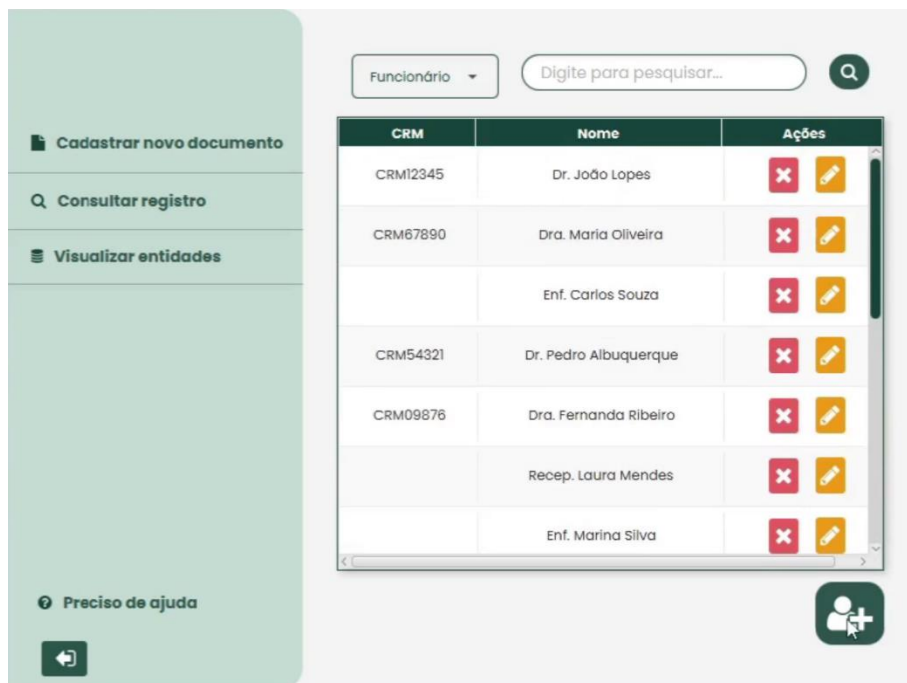 Cadastrar novo documento
Consultar registro
Visualizar entidades
Preciso de ajuda
Funcionário
Digite para pesquisar...
CRM Nome Ações
CRM12345 Dr. João Lopes
CRM67890 Dra. Maria Oliveira
Enf. Carlos Souza
CRM54321 Dr. Pedro Albuquerque
CRM09876 Dra. Fernanda Ribeiro
Recep. Laura Mendes
Enf. Marina Silva